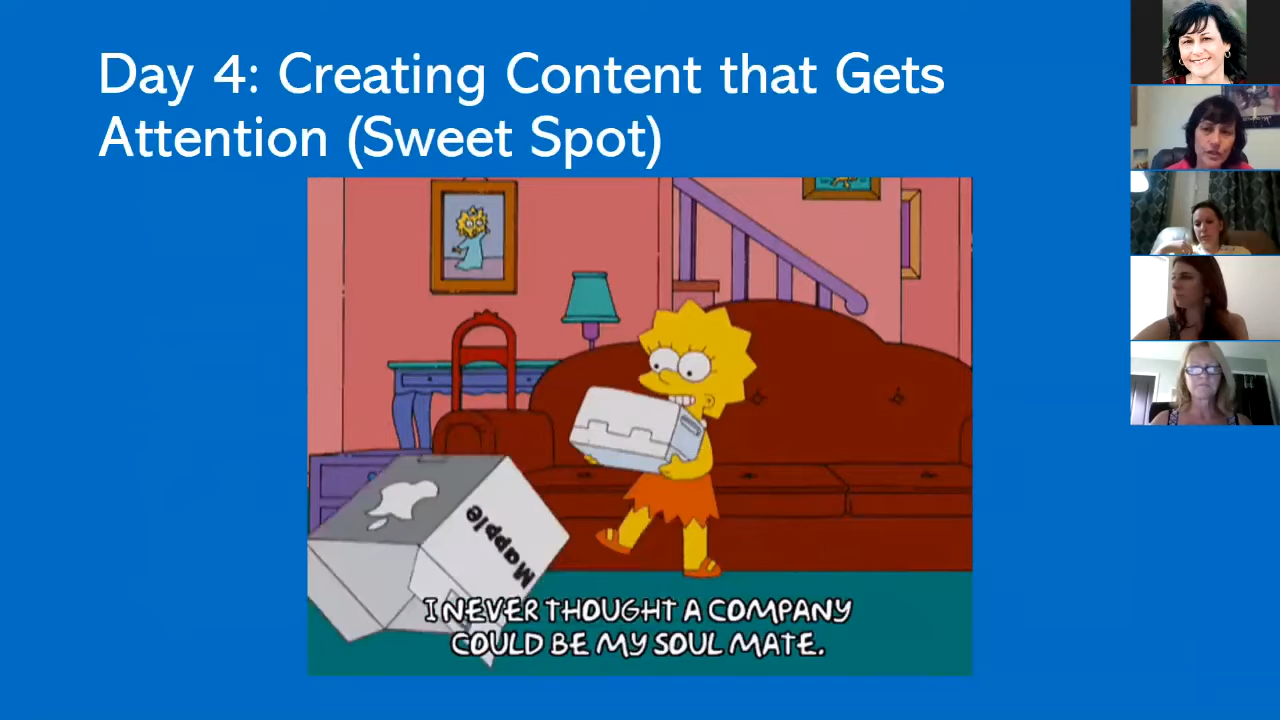 Day 4: Creating Content that Gets
Attention (Sweet Spot)
Mapple
I NEVER THOUGHT A COMPANY
COULD BE MY SOUL MATE.